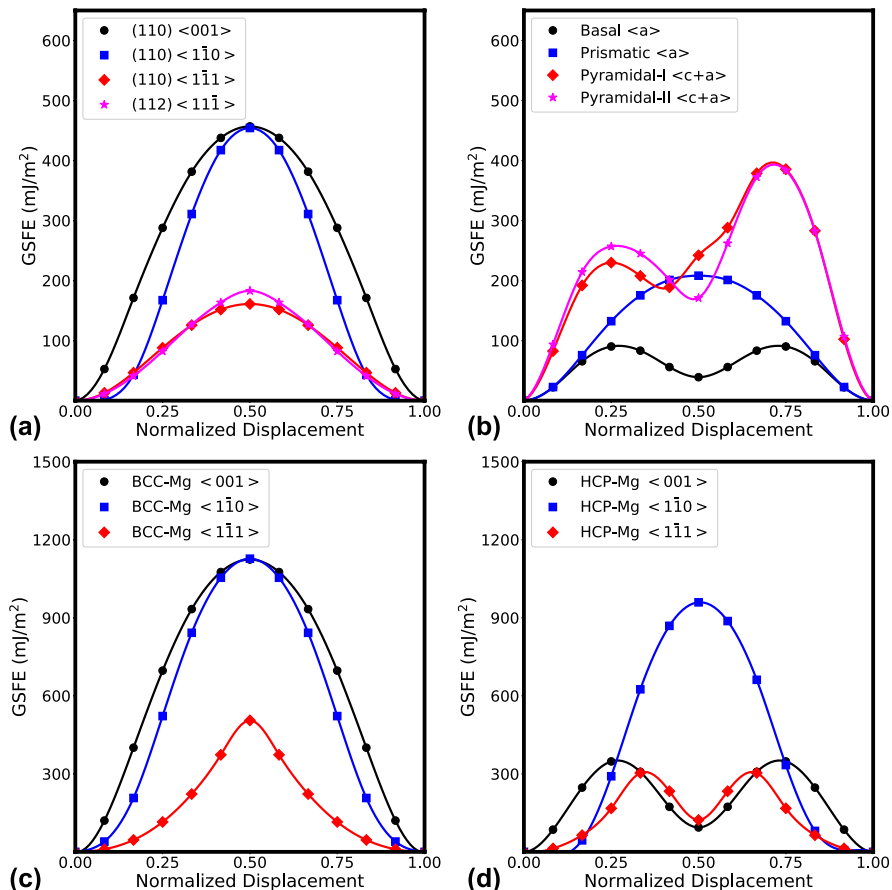 (110) <001>
(110) <11̄0>
(110) <11̄1>
(112) <111̄>
600
500
400
300
200
100
GSFE (mJ/m²)
0.00 0.25 0.50 0.75 1.00
Normalized Displacement
(a)
Basal <a>
Prismatic <a>
Pyramidal-I <c+a>
Pyramidal-II <c+a>
600
500
400
300
200
100
GSFE (mJ/m²)
0.00 0.25 0.50 0.75 1.00
Normalized Displacement
(b)
BCC-Mg <001>
BCC-Mg <11̄0>
BCC-Mg <11̄1>
1500
1200
900
600
300
GSFE (mJ/m²)
0.00 0.25 0.50 0.75 1.00
Normalized Displacement
(c)
HCP-Mg <001>
HCP-Mg <11̄0>
HCP-Mg <11̄1>
1500
1200
900
600
300
GSFE (mJ/m²)
0.00 0.25 0.50 0.75 1.00
Normalized Displacement
(d)